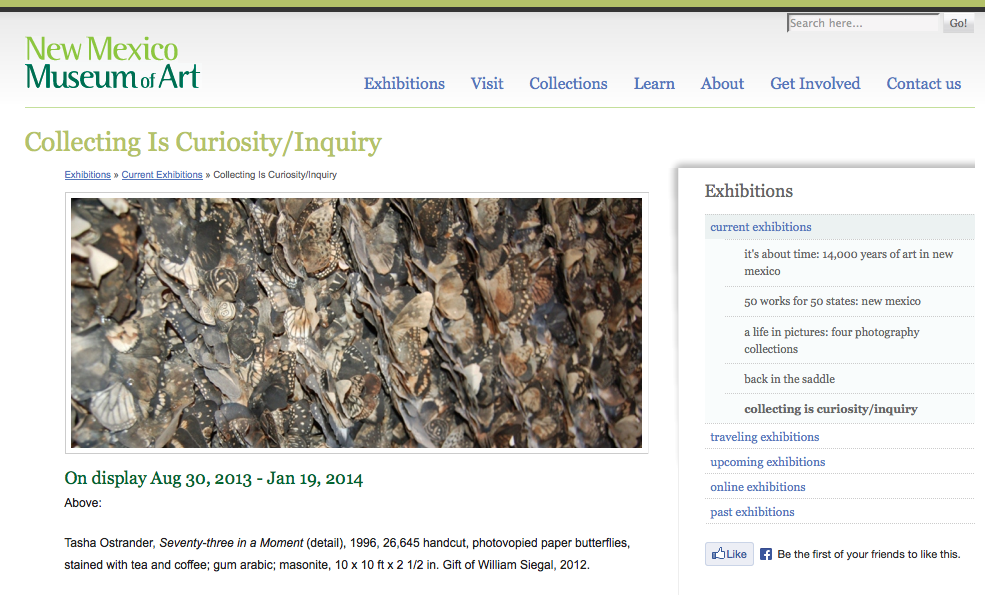 Search here...
Go!
New Mexico
Museum of Art
Exhibitions Visit Collections Learn About Get Involved Contact us
Collecting Is Curiosity/Inquiry
Exhibitions » Current Exhibitions » Collecting Is Curiosity/Inquiry
On display Aug 30, 2013 - Jan 19, 2014
Above:
Tasha Ostrander, Seventy-three in a Moment (detail), 1996, 26,645 handcut, photovopied paper butterflies,
stained with tea and coffee; gum arabic; masonite, 10 x 10 ft x 2 1/2 in. Gift of William Siegal, 2012.
Exhibitions
current exhibitions
it's about time: 14,000 years of art in new
mexico
50 works for 50 states: new mexico
a life in pictures: four photography
collections
back in the saddle
collecting is curiosity/inquiry
traveling exhibitions
upcoming exhibitions
online exhibitions
past exhibitions
Like
Be the first of your friends to like this.